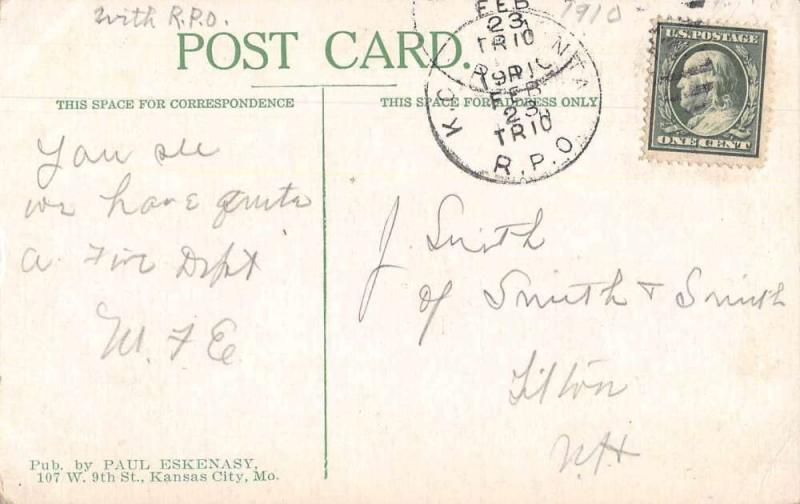 with R.P.O.
1910
POST CARD.
THIS SPACE FOR CORRESPONDENCE
THIS SPACE FOR ADDRESS ONLY
FEB
23
TR10
1910
FEB
23
TR10
R.P.O.
K.C.
U.S. POSTAGE
ONE CENT
You see
we have quite
a Fire Dept
J. Smith
of Smith & Smith
Tilton
NH
Pub. by PAUL ESKENASY,
107 W. 9th St., Kansas City, Mo.